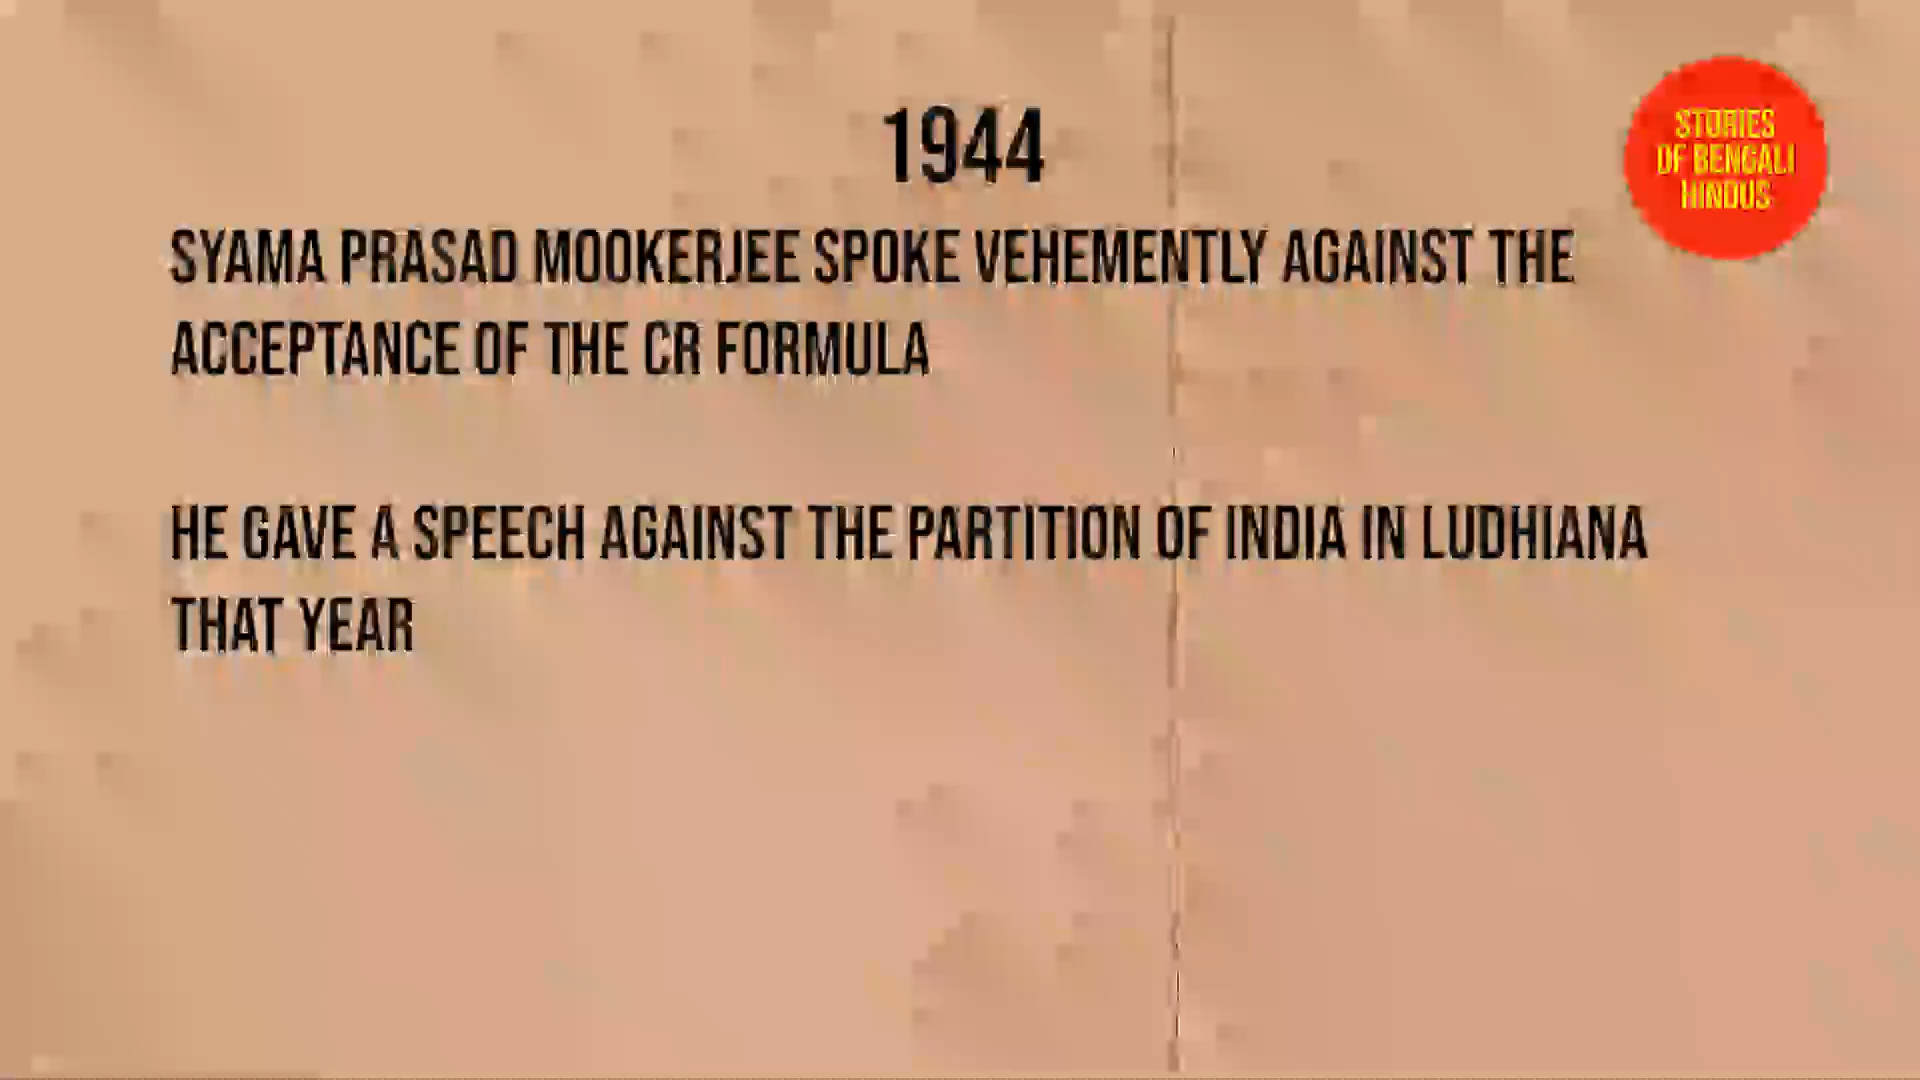 1944
STORIES
OF BENGALI
HINDUS
SYAMA PRASAD MOOKERJEE SPOKE VEHEMENTLY AGAINST THE
ACCEPTANCE OF THE CR FORMULA
HE GAVE A SPEECH AGAINST THE PARTITION OF INDIA IN LUDHIANA
THAT YEAR